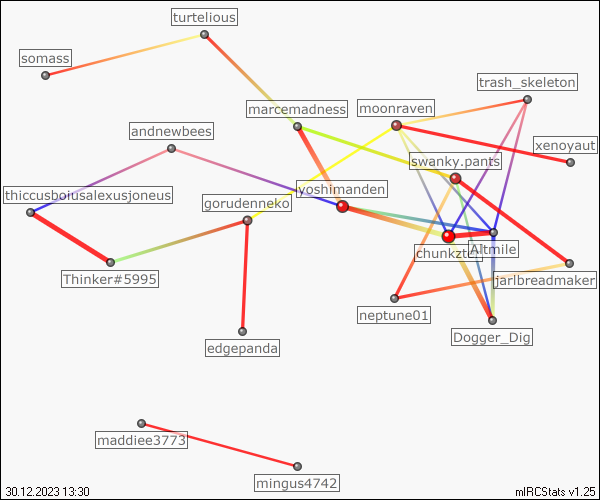 turtelious
somass
trash_skeleton
marcemadness
moonraven
andnewbees
xenoyaut
swanky.pants
thiccusboiusalexusjoneus
yoshimanden
gorudenneko
Altmile
Thinker#5995
jarlbreadmaker
neptune01
Dogger_Dig
edgepanda
maddiee3773
mingus4742
30.12.2023 13:30
mIRCStats v1.25